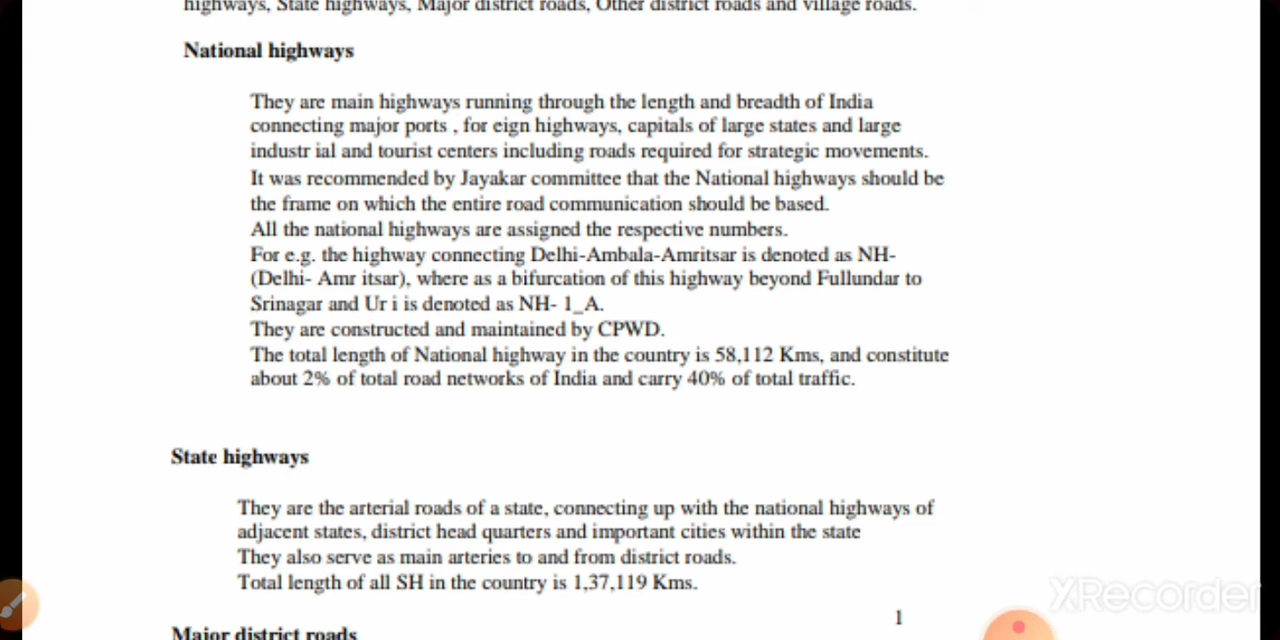 highways, State highways, Major district roads, Other district roads and village roads.
National highways
They are main highways running through the length and breadth of India
connecting major ports , for eign highways, capitals of large states and large
industr ial and tourist centers including roads required for strategic movements.
It was recommended by Jayakar committee that the National highways should be
the frame on which the entire road communication should be based.
All the national highways are assigned the respective numbers.
For e.g. the highway connecting Delhi-Ambala-Amritsar is denoted as NH-
(Delhi- Amr itsar), where as a bifurcation of this highway beyond Fullundar to
Srinagar and Ur i is denoted as NH- 1_A.
They are constructed and maintained by CPWD.
The total length of National highway in the country is 58,112 Kms, and constitute
about 2% of total road networks of India and carry 40% of total traffic.
State highways
They are the arterial roads of a state, connecting up with the national highways of
adjacent states, district head quarters and important cities within the state
They also serve as main arteries to and from district roads.
Total length of all SH in the country is 1,37,119 Kms.
1
Major district roads
XRecorder